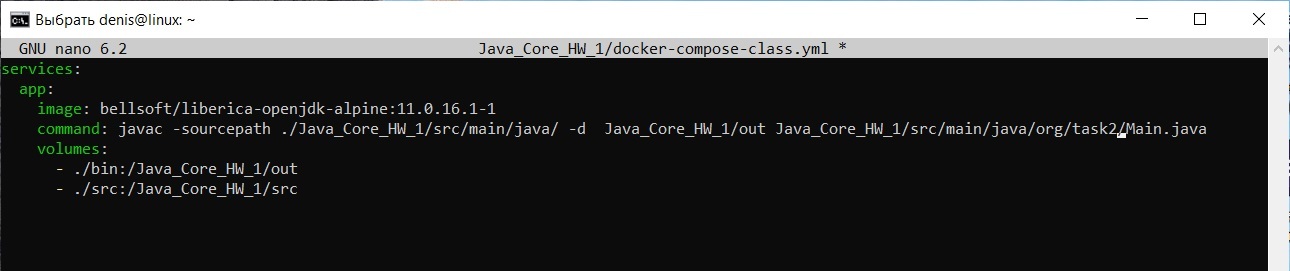 Выбрать denis@linux: ~
GNU nano 6.2 Java_Core_HW_1/docker-compose-class.yml *
services:
  app:
    image: bellsoft/liberica-openjdk-alpine:11.0.16.1-1
    command: javac -sourcepath ./Java_Core_HW_1/src/main/java/ -d  Java_Core_HW_1/out Java_Core_HW_1/src/main/java/org/task2/Main.java
    volumes:
      - ./bin:/Java_Core_HW_1/out
      - ./src:/Java_Core_HW_1/src